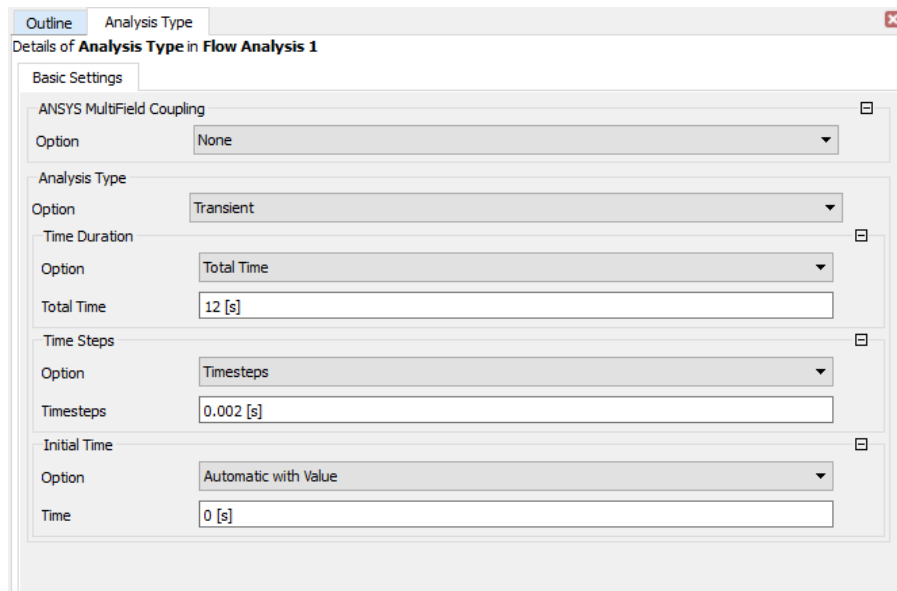 Outline Analysis Type
Details of Analysis Type in Flow Analysis 1
Basic Settings
ANSYS MultiField Coupling
Option None
Analysis Type
Option Transient
Time Duration
Option Total Time
Total Time 12 [s]
Time Steps
Option Timesteps
Timesteps 0.002 [s]
Initial Time
Option Automatic with Value
Time 0 [s]